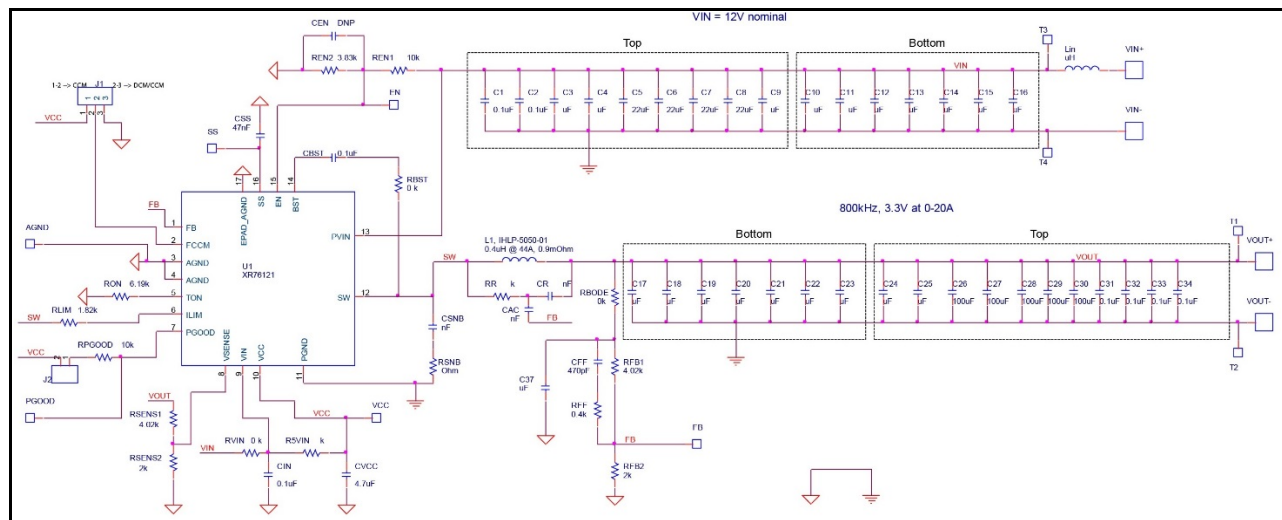 VIN = 12V nominal
CEN DNP
REN2 3.83k REN1 10k
EN
Top
Bottom
T3
Lin
uH
VIN+
VIN
VIN-
T4
C1
0.1uF
C2
0.1uF
C3
uF
C4
uF
C5
22uF
C6
22uF
C7
22uF
C8
22uF
C9
uF
C10
uF
C11
uF
C12
uF
C13
uF
C14
uF
C15
uF
C16
uF
1-2 -> CCM J1 2-3 -> DCM/CCM
1 2 3
1 2 3
VCC
SS
CSS
47nF
CBST 0.1uF
RBST
0 k
17 16 15 14
EPAD_AGND
SS
EN
BST
FB 1 FB
AGND 2 FCCM
3 AGND
4 AGND
RON 6.19k 5 TON
RLIM 1.82k 6 ILIM
SW
7 PGOOD
U1
XR76121
PVIN 13
SW 12
VSENSE
VIN
VCC
PGND
8 9 10 11
VCC 2 1 RPGOOD 10k
J2
PGOOD
VOUT
RSENS1
4.02k
RSENS2
2k
VIN RVIN 0 k R5VIN k
VCC
VCC
CIN
0.1uF
CVCC
4.7uF
CSNB
nF
RSNB
Ohm
800kHz, 3.3V at 0-20A
L1, IHLP-5050-01
0.4uH @ 44A, 0.9mOhm
SW
RR k CR nF
CAC
nF
FB
RBODE
0k
Bottom
Top
T1
VOUT+
VOUT
VOUT-
T2
C17
uF
C18
uF
C19
uF
C20
uF
C21
uF
C22
uF
C23
uF
C24
uF
C25
uF
C26
100uF
C27
100uF
C28
100uF
C29
100uF
C30
100uF
C31
0.1uF
C32
0.1uF
C33
0.1uF
C34
0.1uF
C37
uF
CFF
470pF
RFB1
4.02k
RFF
0.4k
FB
FB
RFB2
2k